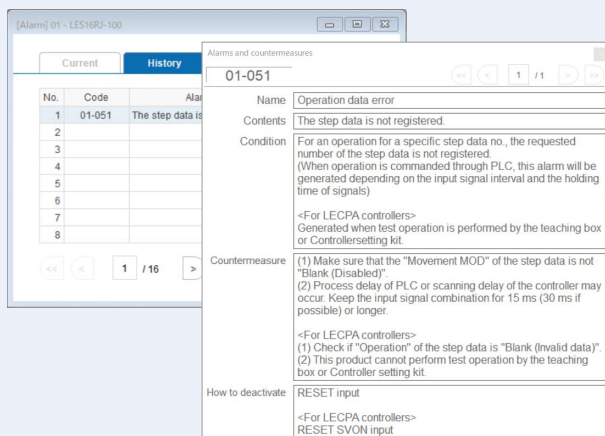 [Alarm] 01 - LES16RJ-100
Current
History
No.
Code
Alar
1
01-051
The step data is
2
3
4
5
6
7
8
<<
<
1
/ 16
>
Alarms and countermeasures
01-051
<<
<
1
/1
>
>>
Name
Operation data error
Contents
The step data is not registered.
Condition
For an operation for a specific step data no., the requested
number of the step data is not registered.
(When operation is commanded through PLC, this alarm will be
generated depending on the input signal interval and the holding
time of signals)
<For LECPA controllers>
Generated when test operation is performed by the teaching box
or Controllersetting kit.
Countermeasure
(1) Make sure that the "Movement MOD" of the step data is not
"Blank (Disabled)".
(2) Process delay of PLC or scanning delay of the controller may
occur. Keep the input signal combination for 15 ms (30 ms if
possible) or longer.
<For LECPA controllers>
(1) Check if "Operation" of the step data is "Blank (Invalid data)".
(2) This product cannot perform test operation by the teaching
box or Controller setting kit.
How to deactivate
RESET input
<For LECPA controllers>
RESET SVON input